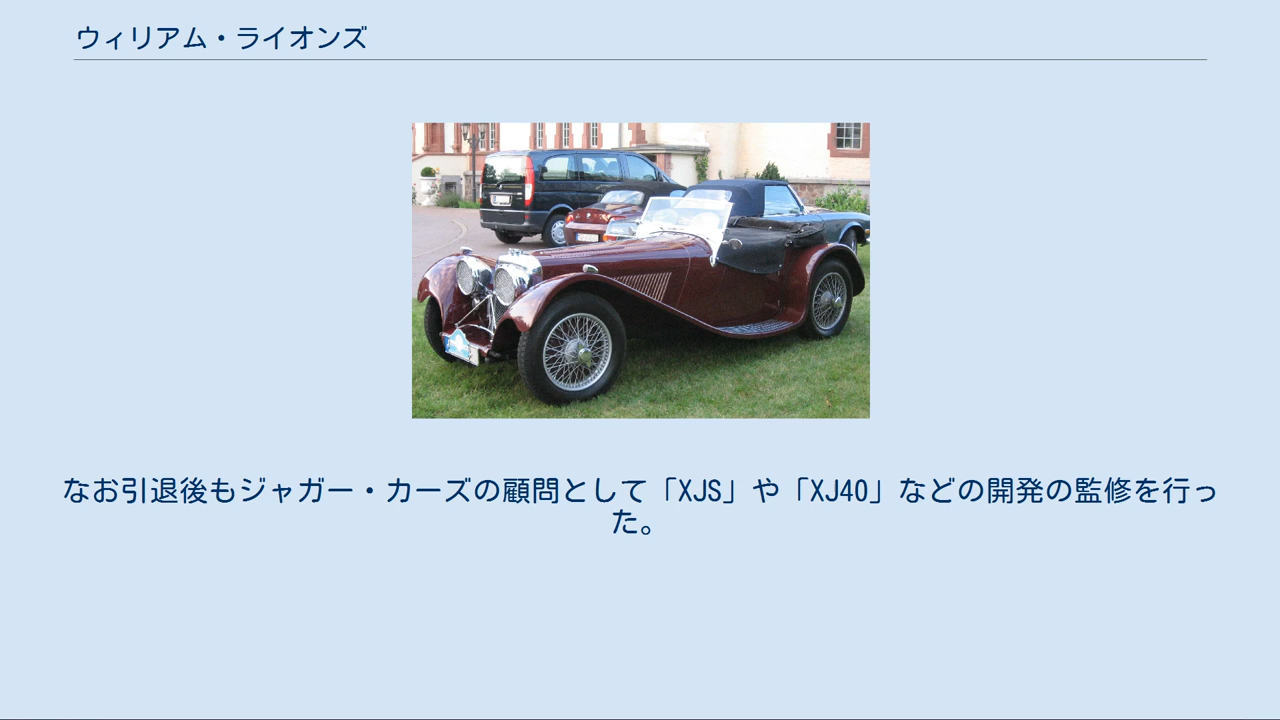 ウィリアム・ライオンズ
なお引退後もジャガー・カーズの顧問として「XJS」や「XJ40」などの開発の監修を行っ
た。